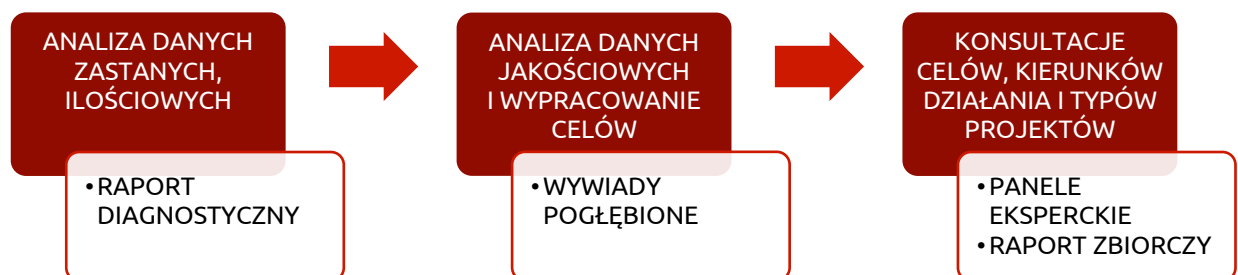 ANALIZA DANYCH
ZASTANYCH,
ILOŚCIOWYCH
•RAPORT
DIAGNOSTYCZNY
ANALIZA DANYCH
JAKOŚCIOWYCH
I WYPRACOWANIE
CELÓW
•WYWIADY
POGŁĘBIONE
KONSULTACJE
CELÓW, KIERUNKÓW
DZIAŁANIA I TYPÓW
PROJEKTÓW
•PANELE
EKSPERCKIE
•RAPORT ZBIORCZY